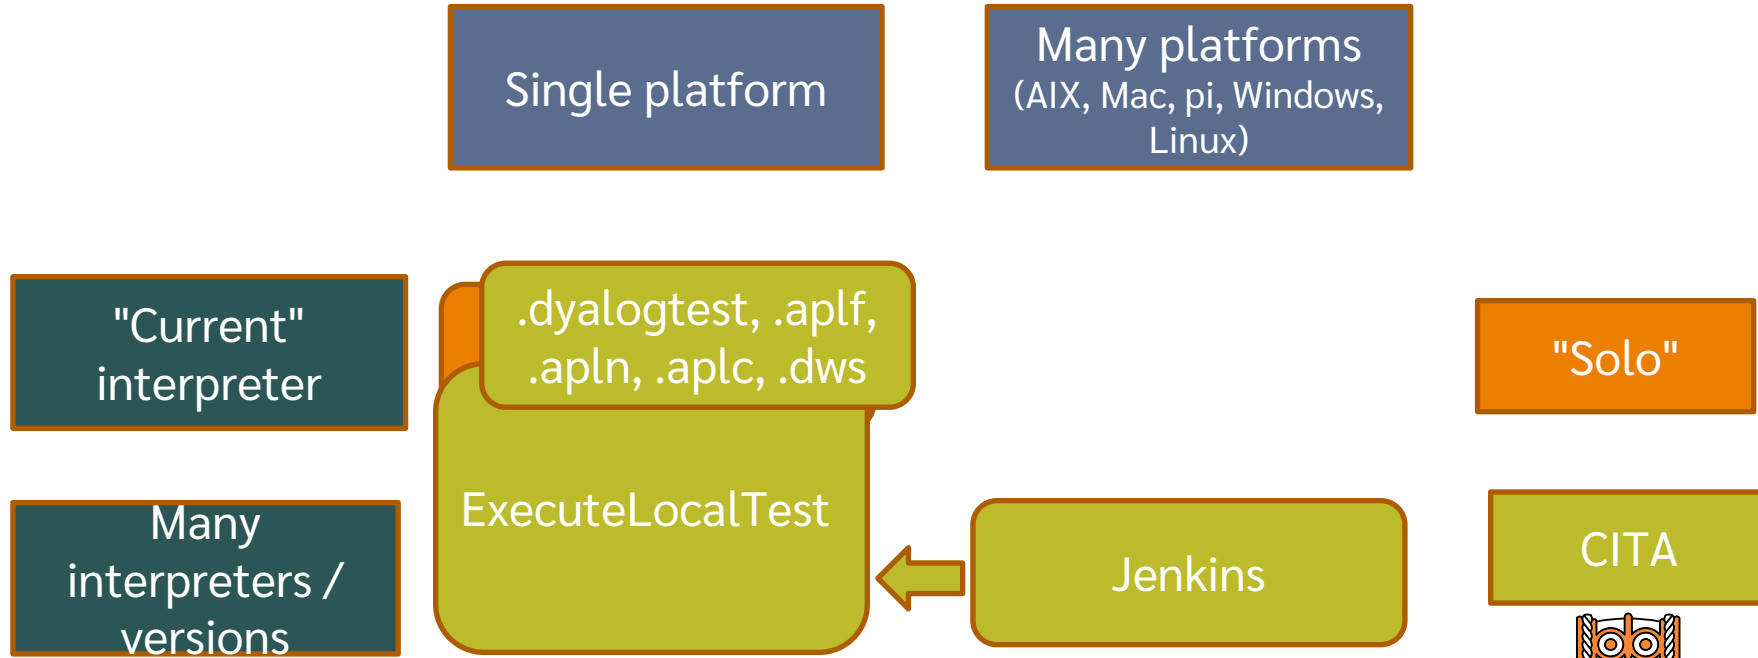 Single platform
Many platforms
(AIX, Mac, pi, Windows,
Linux)
"Current"
interpreter
.dyalogtest, .aplf,
.apln, .aplc, .dws
"Solo"
Many
interpreters /
versions
ExecuteLocalTest
Jenkins
CITA